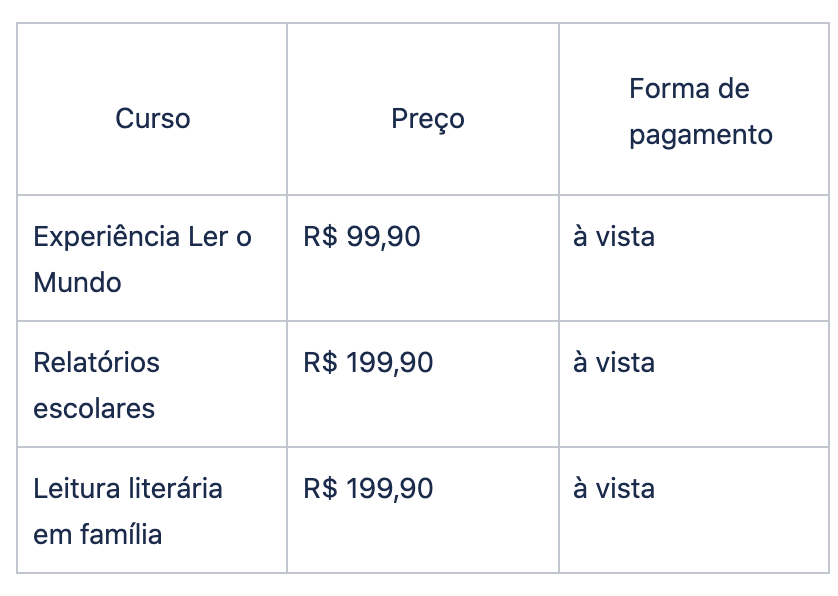 Curso
Preço
Forma de
pagamento
Experiência Ler o
Mundo
R$ 99,90
à vista
Relatórios
escolares
R$ 199,90
à vista
Leitura literária
em família
R$ 199,90
à vista